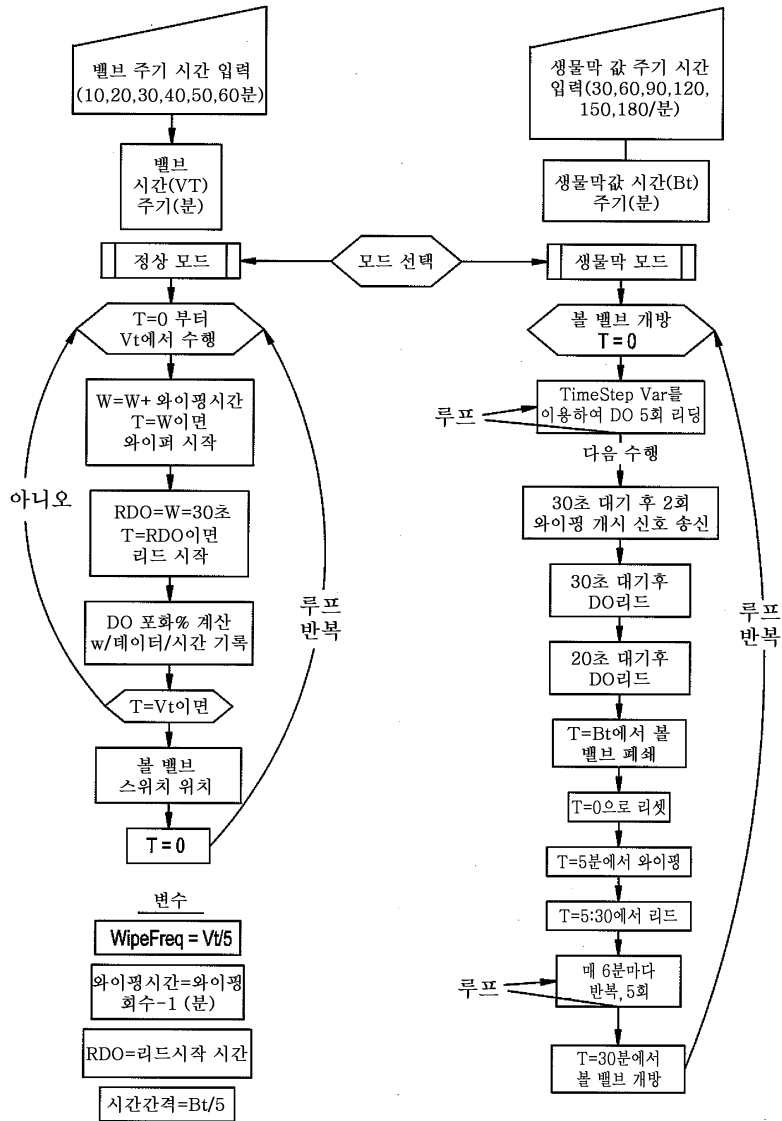 밸브 주기 시간 입력
(10,20,30,40,50,60분)
밸브
시간(VT)
주기(분)
정상 모드
T=0 부터
Vt에서 수행
W=W+ 와이핑시간
T=W이면
와이퍼 시작
아니오
RDO=W=30초
T=RDO이면
리드 시작
루프
반복
DO 포화% 계산
w/데이터/시간 기록
T=Vt이면
볼 밸브
스위치 위치
T = 0
변수
WipeFreq = Vt/5
와이핑시간=와이핑
회수-1 (분)
RDO=리드시작 시간
시간간격=Bt/5
모드 선택
생물막 값 주기 시간
입력(30,60,90,120,
150,180/분)
생물막값 시간(Bt)
주기(분)
생물막 모드
볼 밸브 개방
T = 0
루프
TimeStep Var를
이용하여 DO 5회 리딩
다음 수행
30초 대기 후 2회
와이핑 개시 신호 송신
30초 대기후
DO리드
루프
반복
20초 대기후
DO리드
T=Bt에서 볼
밸브 폐쇄
T=0으로 리셋
T=5분에서 와이핑
T=5:30에서 리드
루프
매 6분마다
반복, 5회
T=30분에서
볼 밸브 개방